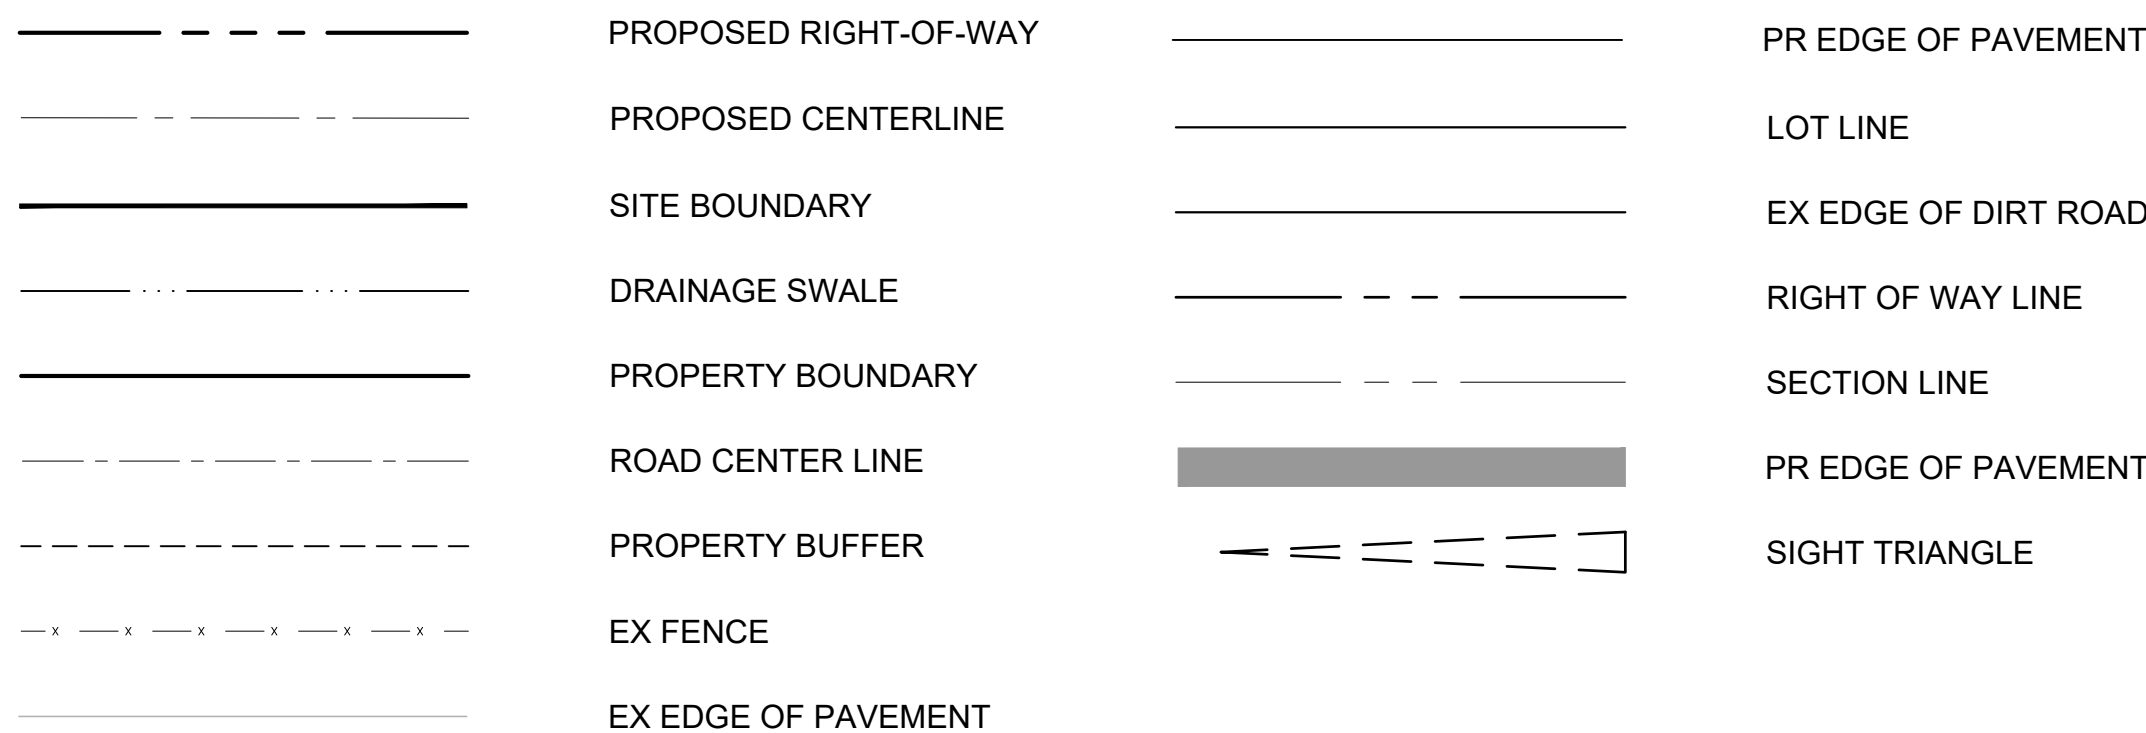 PROPOSED RIGHT-OF-WAY
PROPOSED CENTERLINE
SITE BOUNDARY
DRAINAGE SWALE
PROPERTY BOUNDARY
ROAD CENTER LINE
PROPERTY BUFFER
x x x x x x
EX FENCE
EX EDGE OF PAVEMENT
PR EDGE OF PAVEMENT
LOT LINE
EX EDGE OF DIRT ROAD
RIGHT OF WAY LINE
SECTION LINE
PR EDGE OF PAVEMENT
SIGHT TRIANGLE